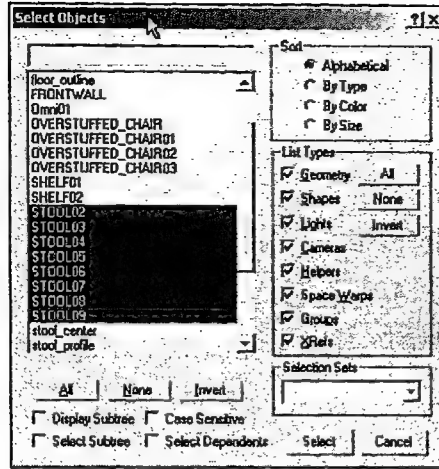 Select Objects
?
×
floor_outline
FRONTWALL
Omni01
OVERSTUFFED_CHAIR
OVERSTUFFED_CHAIR01
OVERSTUFFED_CHAIR02
OVERSTUFFED_CHAIR03
SHELF01
SHELF02
STOOL02
STOOL03
STOOL04
STOOL05
STOOL06
STOOL07
STOOL08
STOOL09
stool_center
stool_profile
All None Invert
Display Subtree Case Sensitive
Select Subtree Select Dependents
Sort
Alphabetical
By Type
By Color
By Size
List Types
Geometry All
Shapes None
Lights Invert
Cameras
Helpers
Space Warps
Groups
XRefs
Selection Sets
Select Cancel